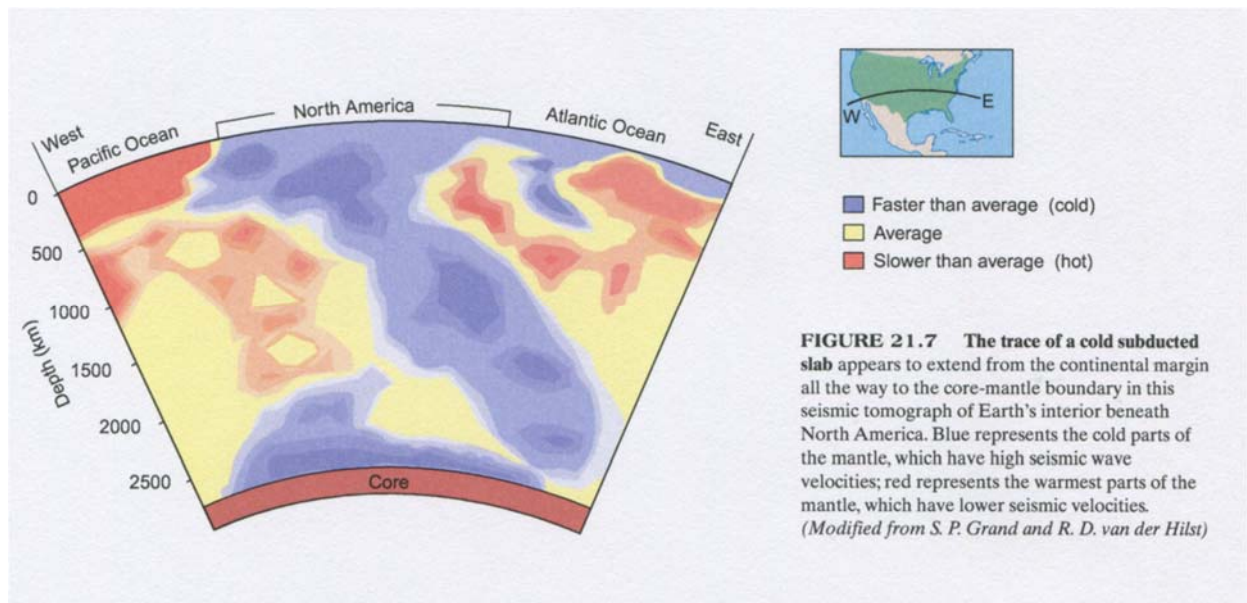 West
Pacific Ocean
North America
Atlantic Ocean
East
0
500
1000
1500
2000
2500
Depth (km)
Core
W
E
Faster than average (cold)
Average
Slower than average (hot)
FIGURE 21.7 The trace of a cold subducted
slab appears to extend from the continental margin
all the way to the core-mantle boundary in this
seismic tomograph of Earth's interior beneath
North America. Blue represents the cold parts of
the mantle, which have high seismic wave
velocities; red represents the warmest parts of the
mantle, which have lower seismic velocities.
(Modified from S. P. Grand and R. D. van der Hilst)